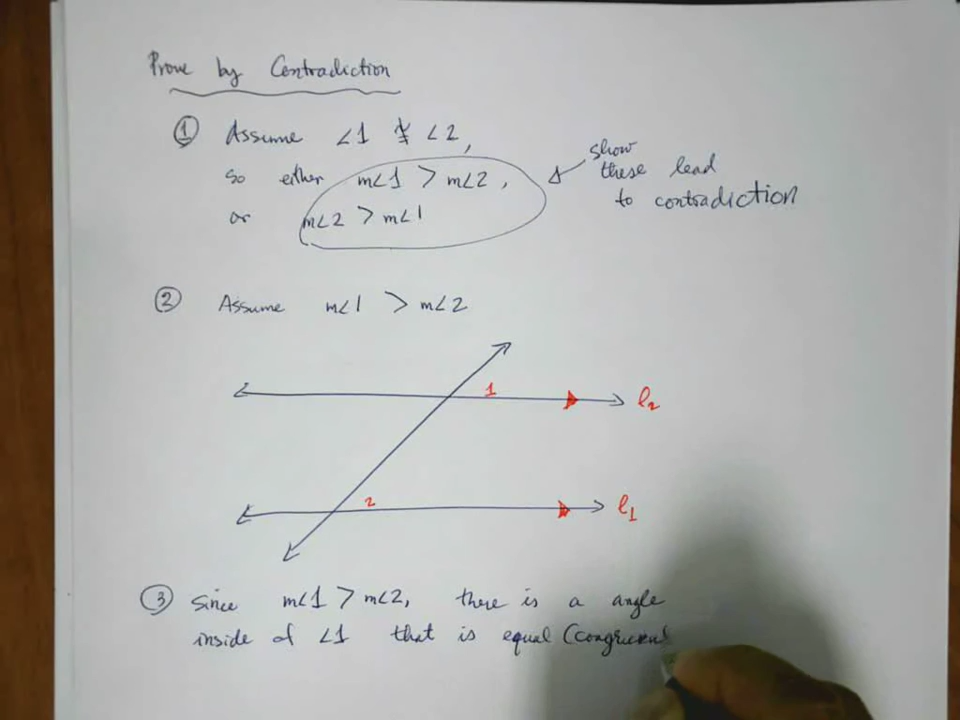 Prove by Contradiction
① Assume ∠1 ≇ ∠2,
so either m∠1 > m∠2,
or m∠2 > m∠1
show
these lead
to contradiction
② Assume m∠1 > m∠2
1
l₂
2
l₁
③ Since m∠1 > m∠2, there is a angle
inside of ∠1 that is equal (congruent